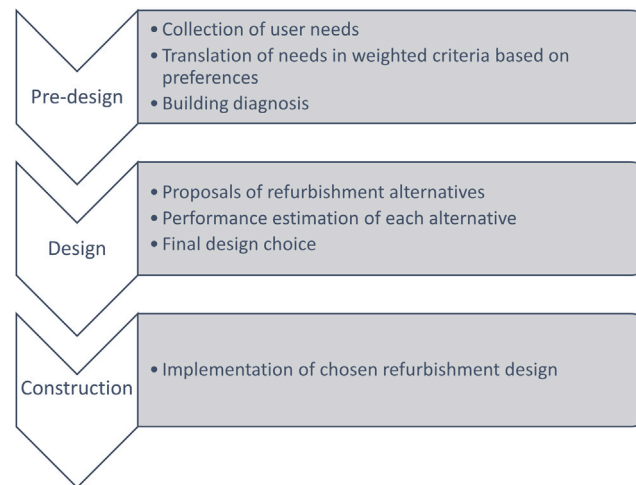 Pre-design
• Collection of user needs
• Translation of needs in weighted criteria based on
preferences
• Building diagnosis
Design
• Proposals of refurbishment alternatives
• Performance estimation of each alternative
• Final design choice
Construction
• Implementation of chosen refurbishment design